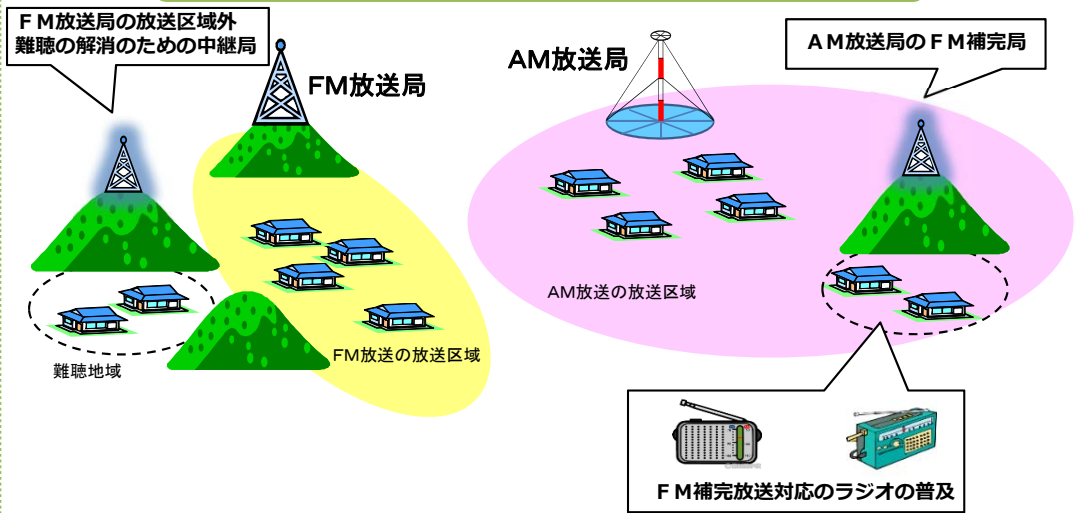 ＦＭ放送局の放送区域外
難聴の解消のための中継局
FM放送局
AM放送局
ＡＭ放送局のＦＭ補完局
難聴地域
FM放送の放送区域
AM放送の放送区域
ＦＭ補完放送対応のラジオの普及